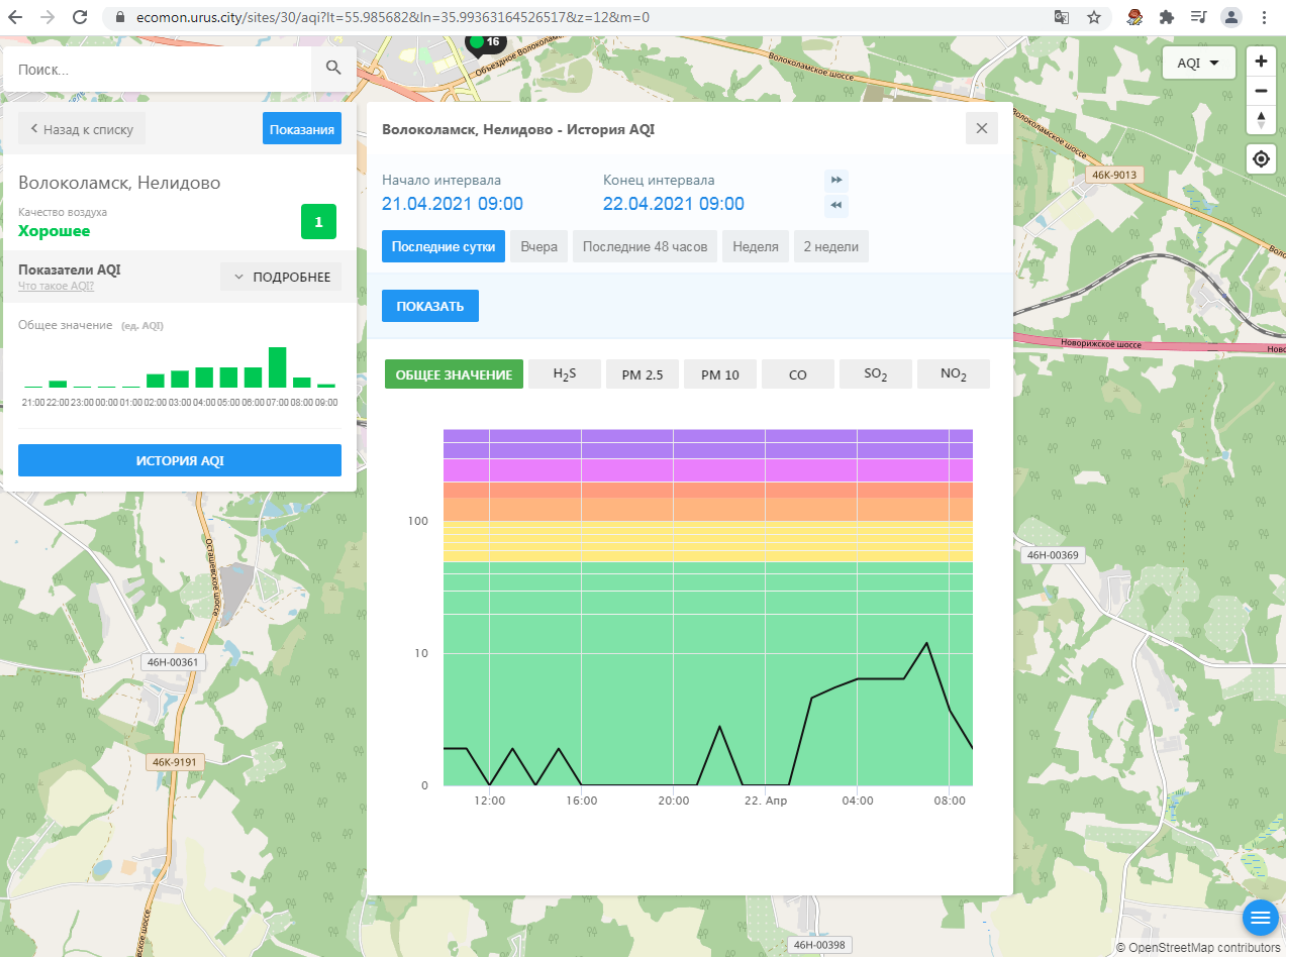 ecomon.urus.city/sites/30/aqi?lt=55.985682&ln=35.99363164526517&z=12&m=0
16
Объездное Волоколамское
Волоколамское шоссе
Поиск...
AQI
+
−
Назад к списку
Показания
Волоколамск, Нелидово - История AQI
Волоколамское шоссе
46К-9013
Волоколамск, Нелидово
Качество воздуха
Хорошее
1
Начало интервала
Конец интервала
21.04.2021 09:00
22.04.2021 09:00
Последние сутки
Вчера
Последние 48 часов
Неделя
2 недели
Показатели AQI
Что такое AQI?
ПОДРОБНЕЕ
ПОКАЗАТЬ
Общее значение (ед. AQI)
Новорижское шоссе
21:00 22:00 23:00 00:00 01:00 02:00 03:00 04:00 05:00 06:00 07:00 08:00 09:00
ОБЩЕЕ ЗНАЧЕНИЕ
H2S
PM 2.5
PM 10
CO
SO2
NO2
ИСТОРИЯ AQI
100
10
0
12:00
16:00
20:00
22. Апр
04:00
08:00
Осташёвское шоссе
46Н-00361
46К-9191
46Н-00369
46Н-00398
© OpenStreetMap contributors